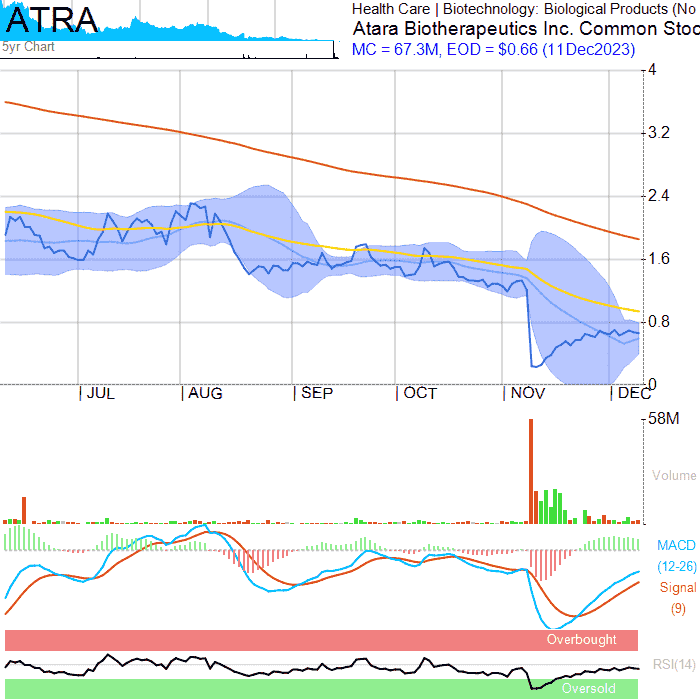 ATRA
5yr Chart
Health Care | Biotechnology: Biological Products (No
Atara Biotherapeutics Inc. Common Stoc
MC = 67.3M, EOD = $0.66 (11Dec2023)
4
3.2
2.4
1.6
0.8
0
| JUL | AUG | SEP | OCT | NOV | DEC
58M
Volume
MACD
(12-26)
Signal
(9)
Overbought
RSI(14)
Oversold